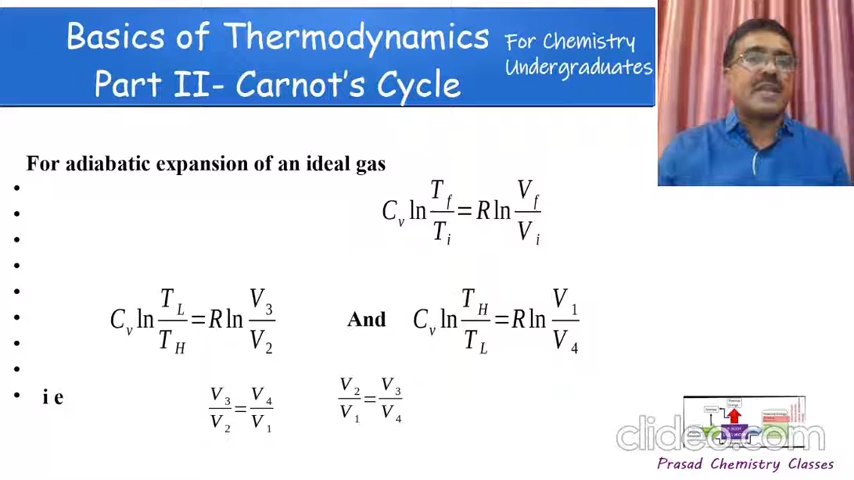 Basics of Thermodynamics
Part II- Carnot's Cycle
For Chemistry
Undergraduates
For adiabatic expansion of an ideal gas
C_v ln T_f/T_i = R ln V_f/V_i
C_v ln T_L/T_H = R ln V_3/V_2 And C_v ln T_H/T_L = R ln V_1/V_4
i e V_3/V_2 = V_4/V_1 V_2/V_1 = V_3/V_4
clideo.com
Prasad Chemistry Classes